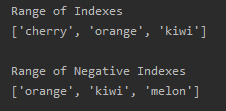 Range of Indexes
['cherry', 'orange', 'kiwi']
Range of Negative Indexes
['orange', 'kiwi', 'melon']